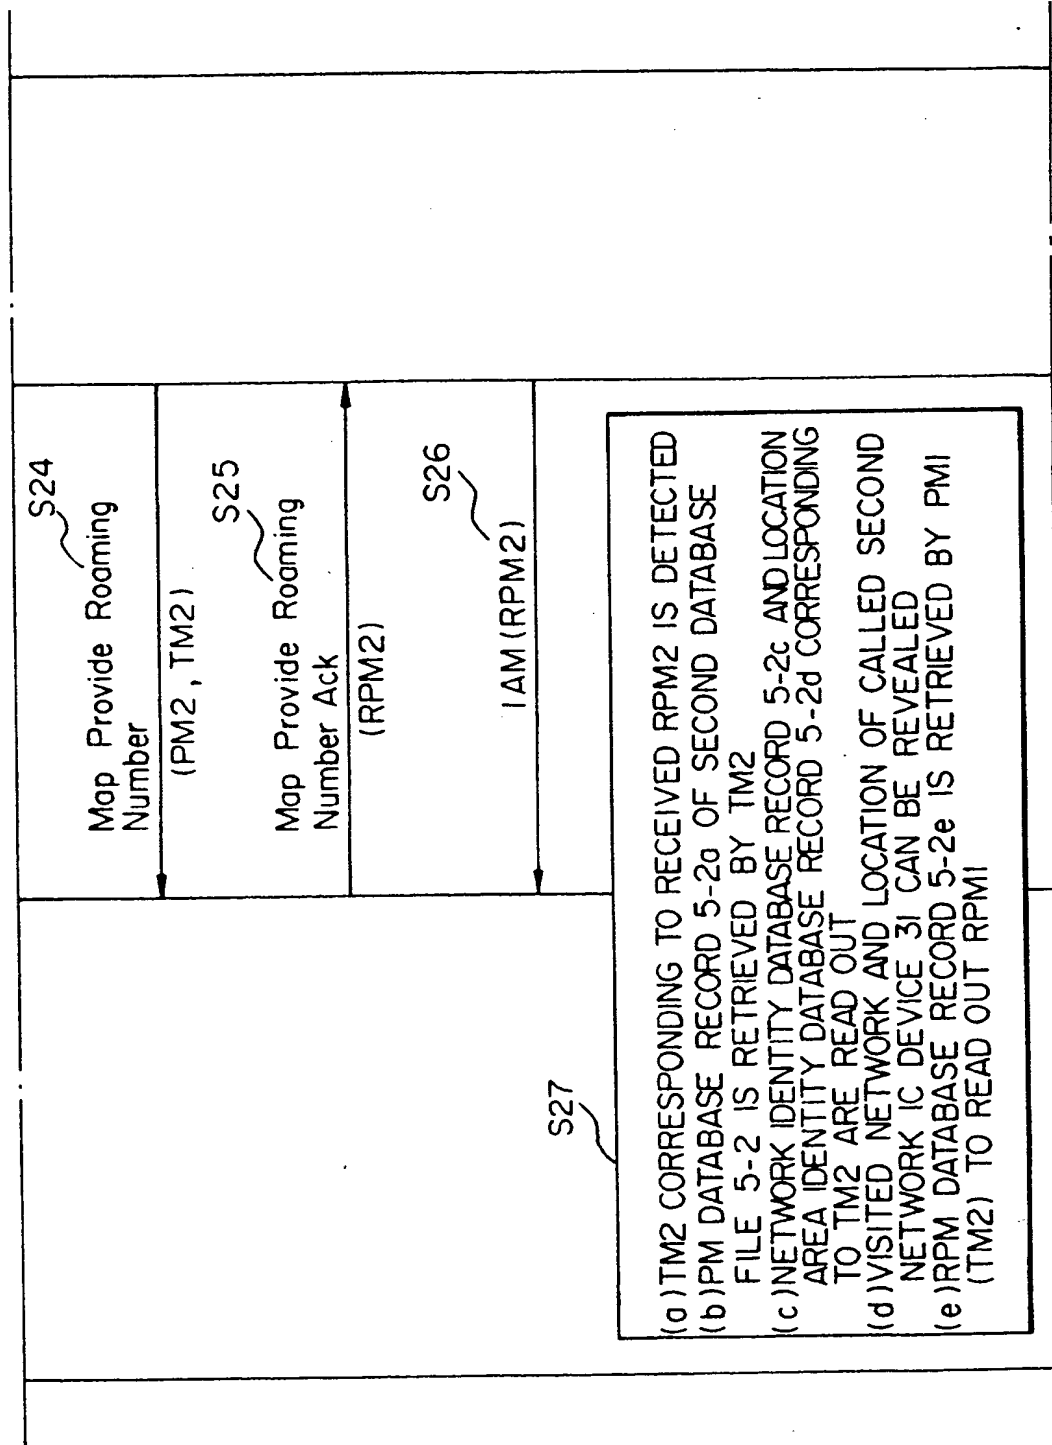 S24
Map Provide Roaming
Number
(PM2, TM2)
S25
Map Provide Roaming
Number Ack
(RPM2)
S26
IAM(RPM2)
S27
(a)TM2 CORRESPONDING TO RECEIVED RPM2 IS DETECTED
(b)PM DATABASE RECORD 5-2a OF SECOND DATABASE
FILE 5-2 IS RETRIEVED BY TM2
(c)NETWORK IDENTITY DATABASE RECORD 5-2c AND LOCATION
AREA IDENTITY DATABASE RECORD 5-2d CORRESPONDING
TO TM2 ARE READ OUT
(d)VISITED NETWORK AND LOCATION OF CALLED SECOND
NETWORK IC DEVICE 31 CAN BE REVEALED
(e)RPM DATABASE RECORD 5-2e IS RETRIEVED BY PM1
(TM2) TO READ OUT RPM1